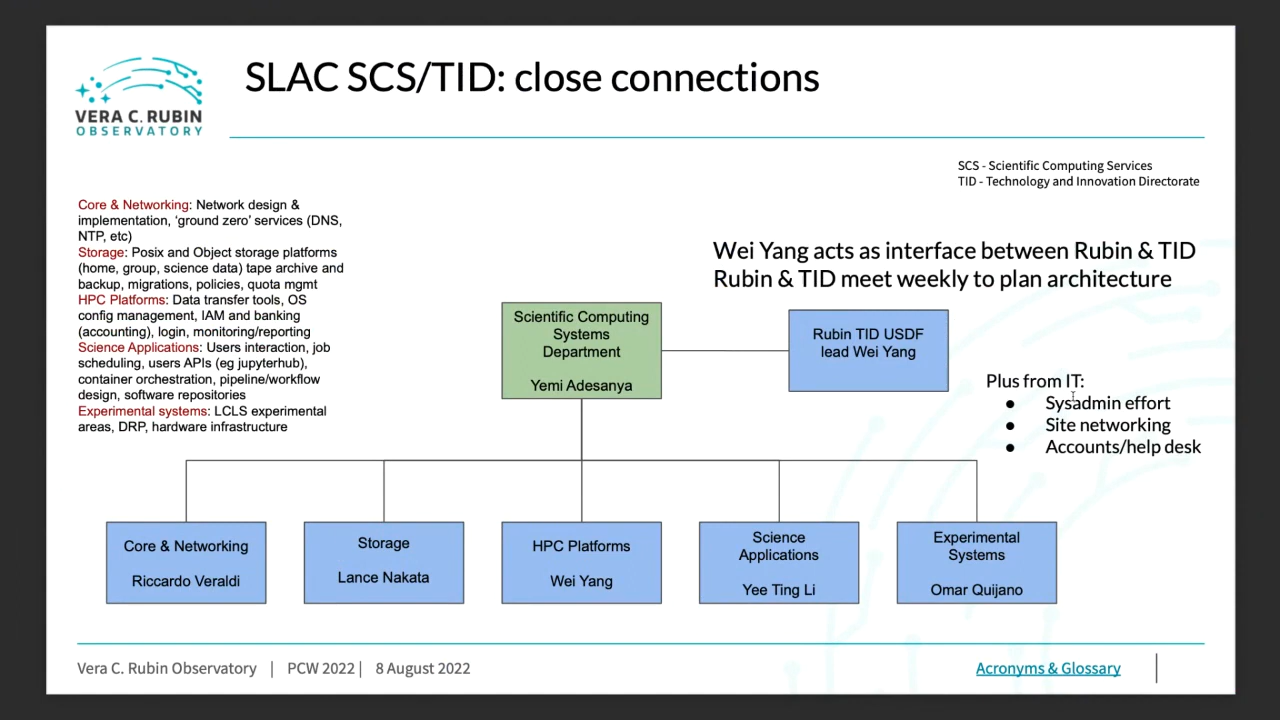 VERA C. RUBIN
OBSERVATORY
SLAC SCS/TID: close connections
SCS - Scientific Computing Services
TID - Technology and Innovation Directorate
Core & Networking: Network design &
implementation, ‘ground zero’ services (DNS,
NTP, etc)
Storage: Posix and Object storage platforms
(home, group, science data) tape archive and
backup, migrations, policies, quota mgmt
HPC Platforms: Data transfer tools, OS
config management, IAM and banking
(accounting), login, monitoring/reporting
Science Applications: Users interaction, job
scheduling, users APIs (eg jupyterhub),
container orchestration, pipeline/workflow
design, software repositories
Experimental systems: LCLS experimental
areas, DRP, hardware infrastructure
Wei Yang acts as interface between Rubin & TID
Rubin & TID meet weekly to plan architecture
Scientific Computing
Systems
Department
Yemi Adesanya
Rubin TID USDF
lead Wei Yang
Plus from IT:
● Sysadmin effort
● Site networking
● Accounts/help desk
Core & Networking
Riccardo Veraldi
Storage
Lance Nakata
HPC Platforms
Wei Yang
Science
Applications
Yee Ting Li
Experimental
Systems
Omar Quijano
Vera C. Rubin Observatory | PCW 2022 | 8 August 2022
Acronyms & Glossary